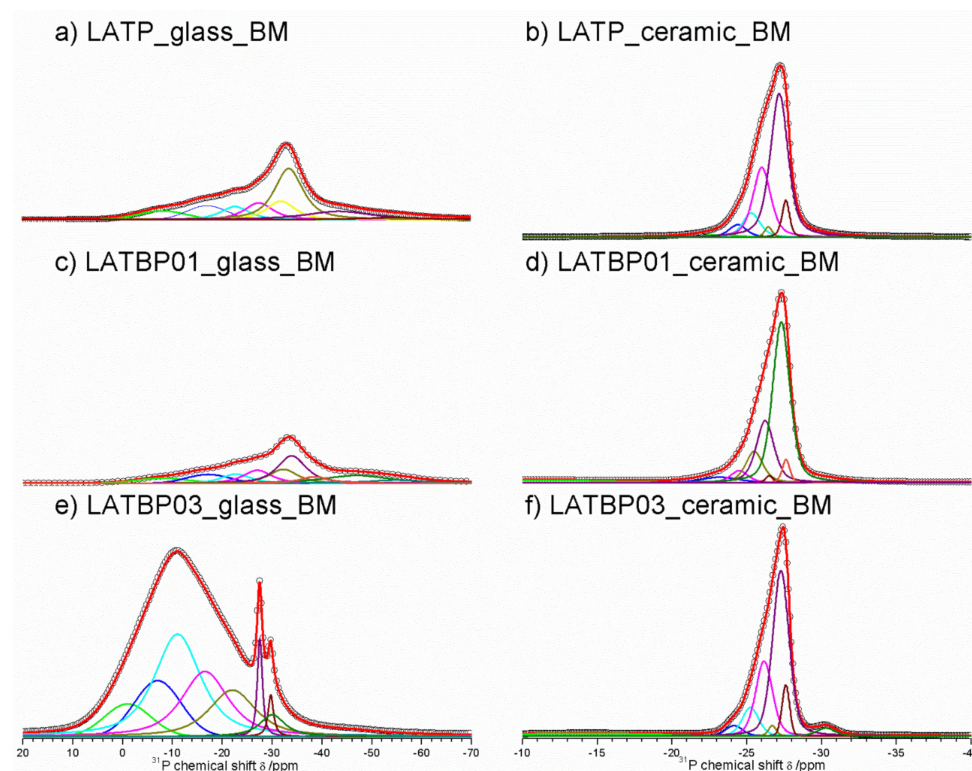 a) LATP_glass_BM
b) LATP_ceramic_BM
c) LATBP01_glass_BM
d) LATBP01_ceramic_BM
e) LATBP03_glass_BM
f) LATBP03_ceramic_BM
20 10 0 -10 -20 -30 -40 -50 -60 -70
-10 -15 -20 -25 -30 -35 -4
³¹P chemical shift δ /ppm
³¹P chemical shift δ /ppm